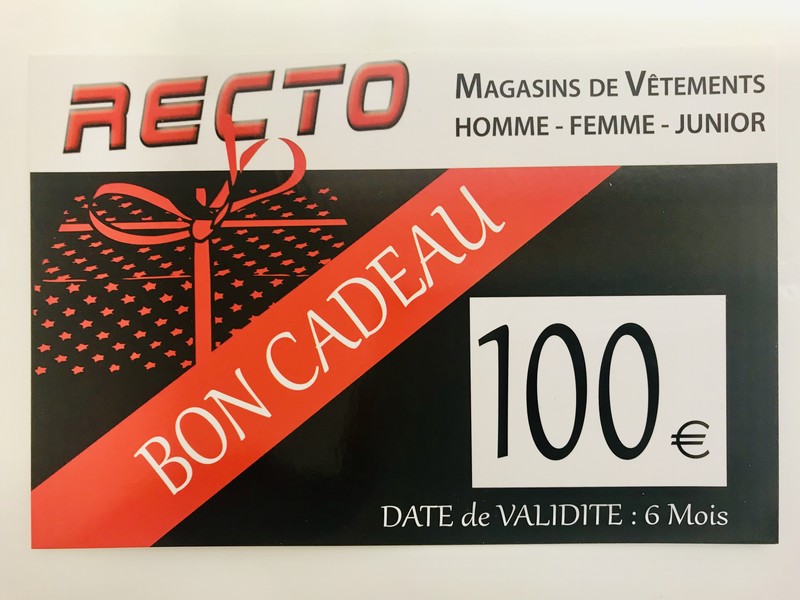 RECTO
MAGASINS DE VÊTEMENTS
HOMME - FEMME - JUNIOR
BON CADEAU
100 €
DATE de VALIDITE : 6 Mois